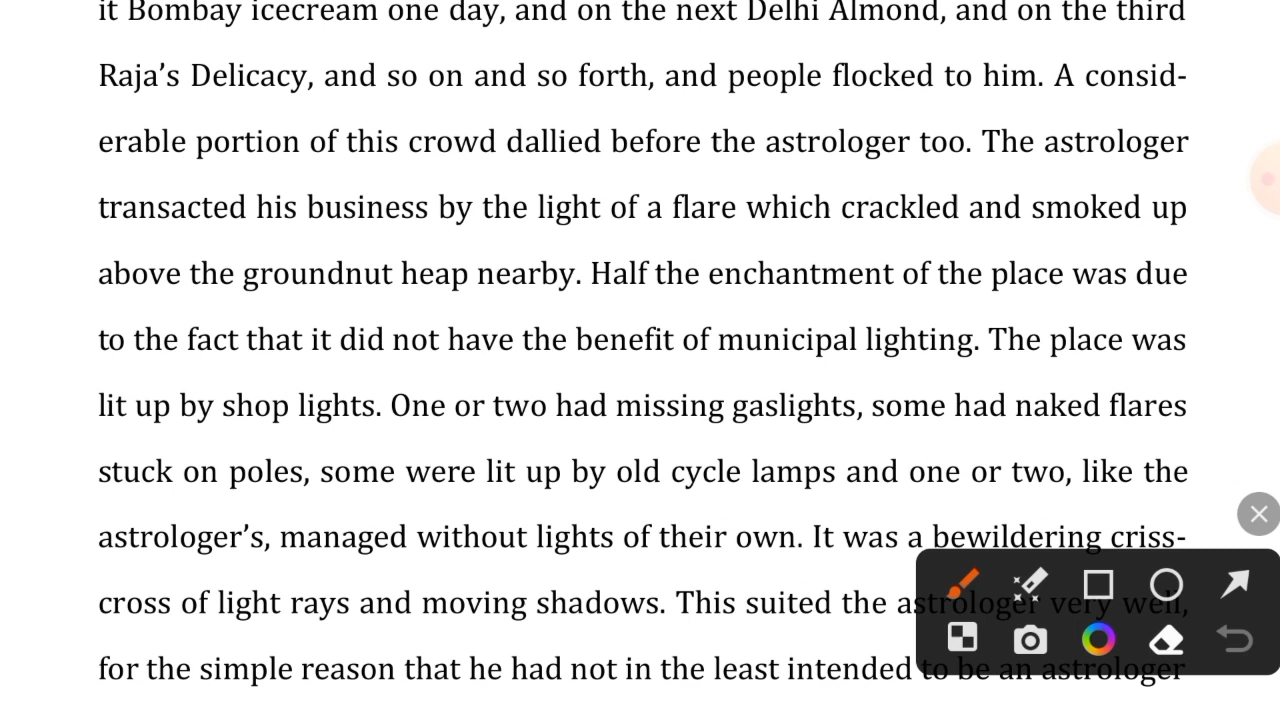 it Bombay icecream one day, and on the next Delhi Almond, and on the third
Raja’s Delicacy, and so on and so forth, and people flocked to him. A consid-
erable portion of this crowd dallied before the astrologer too. The astrologer
transacted his business by the light of a flare which crackled and smoked up
above the groundnut heap nearby. Half the enchantment of the place was due
to the fact that it did not have the benefit of municipal lighting. The place was
lit up by shop lights. One or two had missing gaslights, some had naked flares
stuck on poles, some were lit up by old cycle lamps and one or two, like the
astrologer’s, managed without lights of their own. It was a bewildering criss-
cross of light rays and moving shadows. This suited the astrologer very well,
for the simple reason that he had not in the least intended to be an astrologer